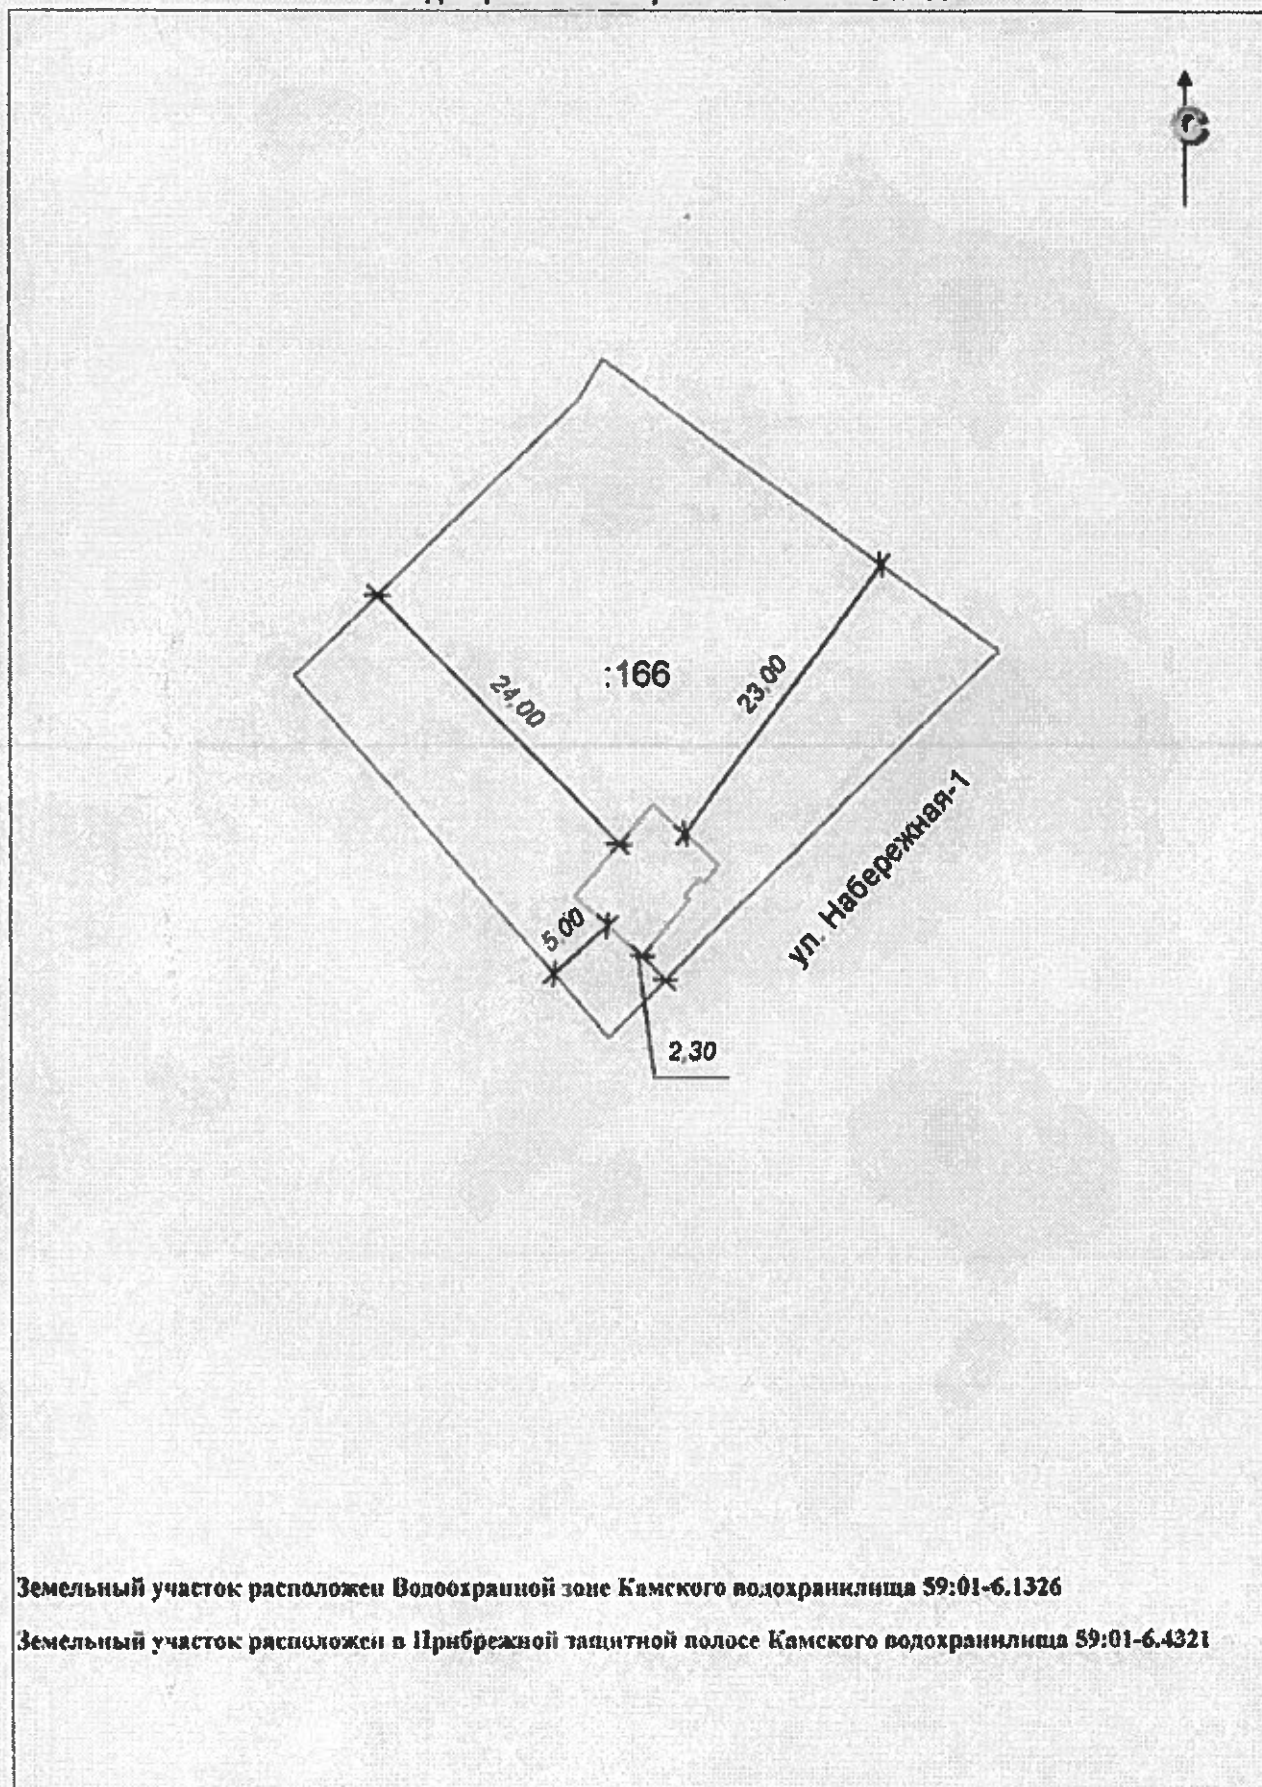 С
:166
24,00
23,00
5,00
2,30
ул. Набережная-1
Земельный участок расположен Водоохранной зоне Камского водохранилища 59:01-6.1326
Земельный участок расположен в Прибрежной защитной полосе Камского водохранилища 59:01-6.4321